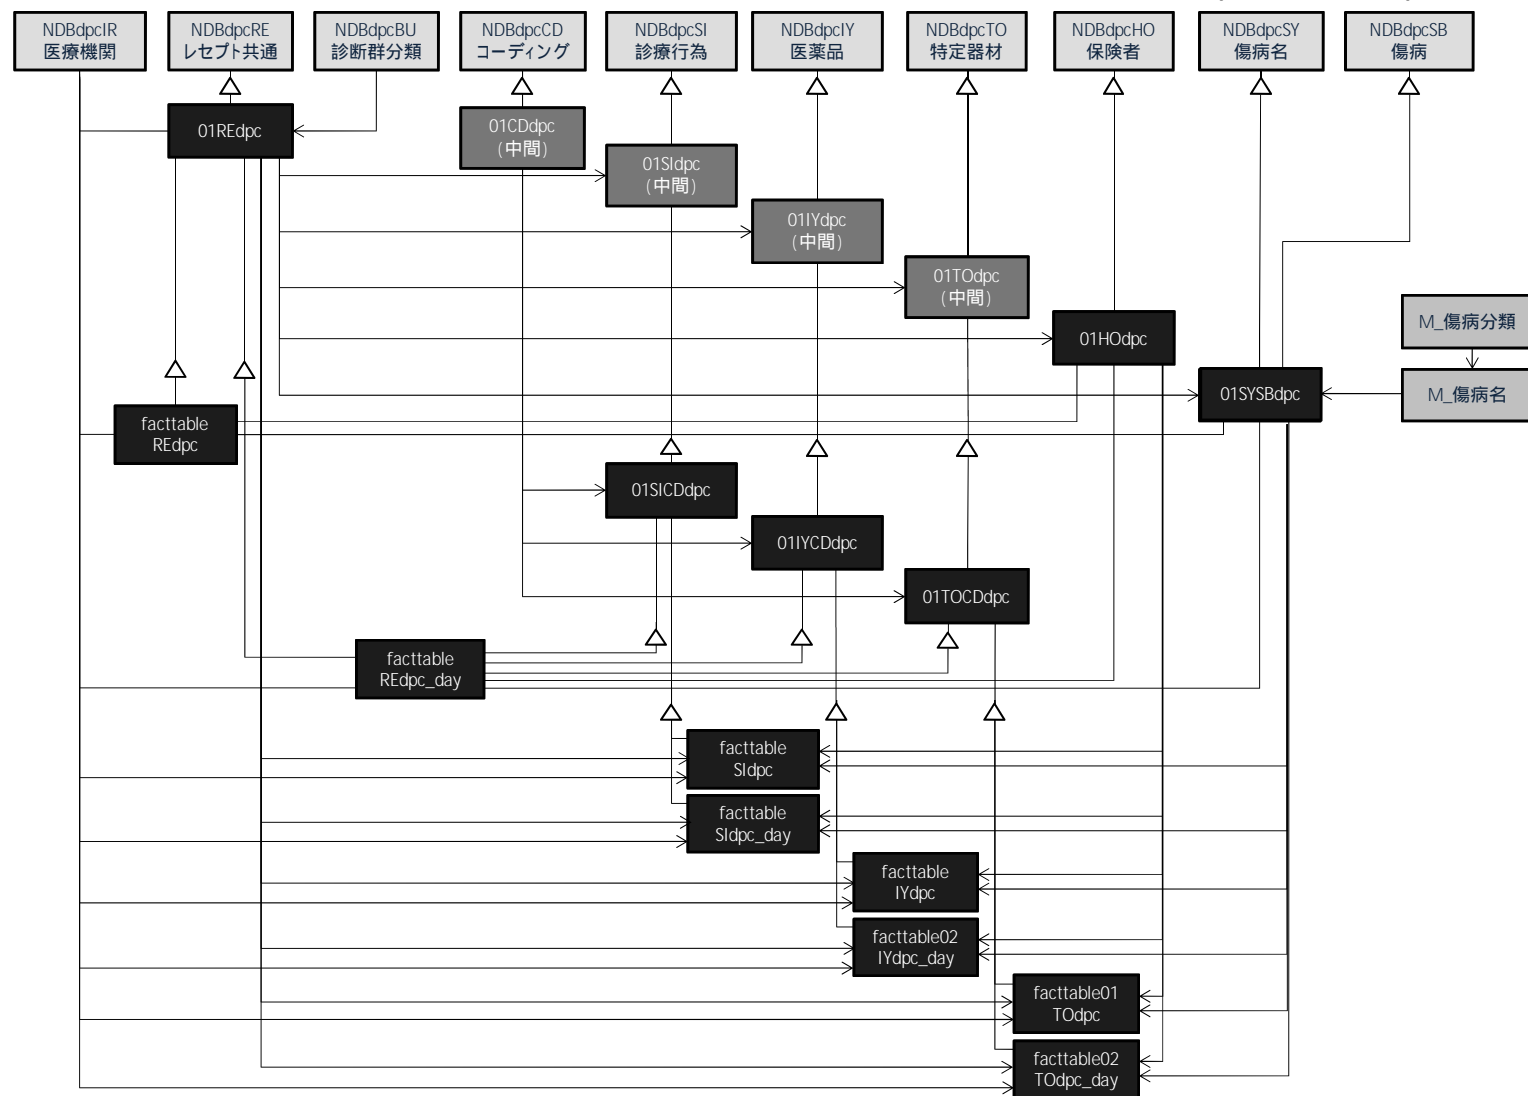 NDBdpcIR
医療機関
NDBdpcRE
レセプト共通
NDBdpcBU
診断群分類
NDBdpcCD
コーディング
NDBdpcSI
診療行為
NDBdpcIY
医薬品
NDBdpcTO
特定器材
NDBdpcHO
保険者
NDBdpcSY
傷病名
NDBdpcSB
傷病
01REdpc
01CDdpc
(中間)
01SIdpc
(中間)
01IYdpc
(中間)
01TOdpc
(中間)
01HOdpc
M_傷病分類
01SYSBdpc
M_傷病名
facttable
REdpc
01SICDdpc
01IYCDdpc
01TOCDdpc
facttable
REdpc_day
facttable
SIdpc
facttable
SIdpc_day
facttable
IYdpc
facttable02
IYdpc_day
facttable01
TOdpc
facttable02
TOdpc_day